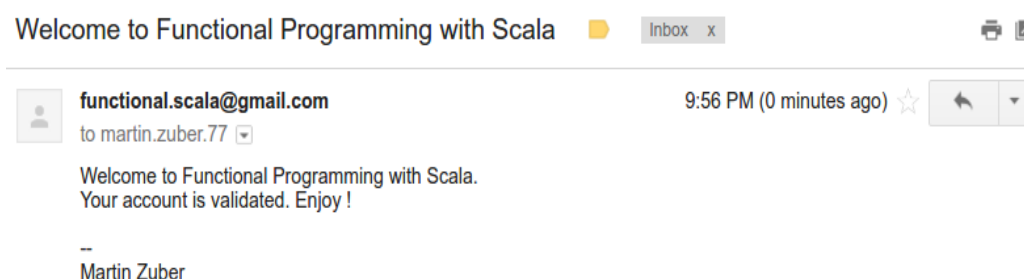 Welcome to Functional Programming with Scala
Inbox x
functional.scala@gmail.com
9:56 PM (0 minutes ago)
to martin.zuber.77
Welcome to Functional Programming with Scala.
Your account is validated. Enjoy !
--
Martin Zuber